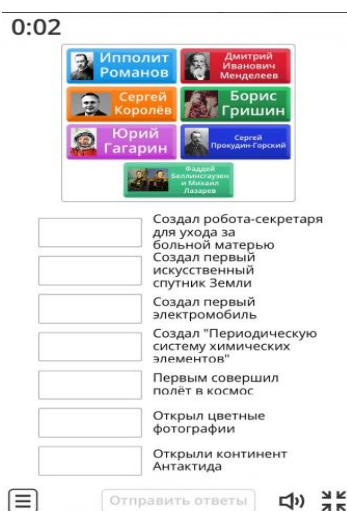 0:02
Ипполит
Романов
Дмитрий
Иванович
Менделеев
Сергей
Королёв
Борис
Гришин
Юрий
Гагарин
Сергей
Прокудин-Горский
Фаддей
Беллинсгаузен
и Михаил
Лазарев
Создал робота-секретаря
для ухода за
больной матерью
Создал первый
искусственный
спутник Земли
Создал первый
электромобиль
Создал "Периодическую
систему химических
элементов"
Первым совершил
полёт в космос
Открыл цветные
фотографии
Открыли континент
Антактида
Отправить ответы